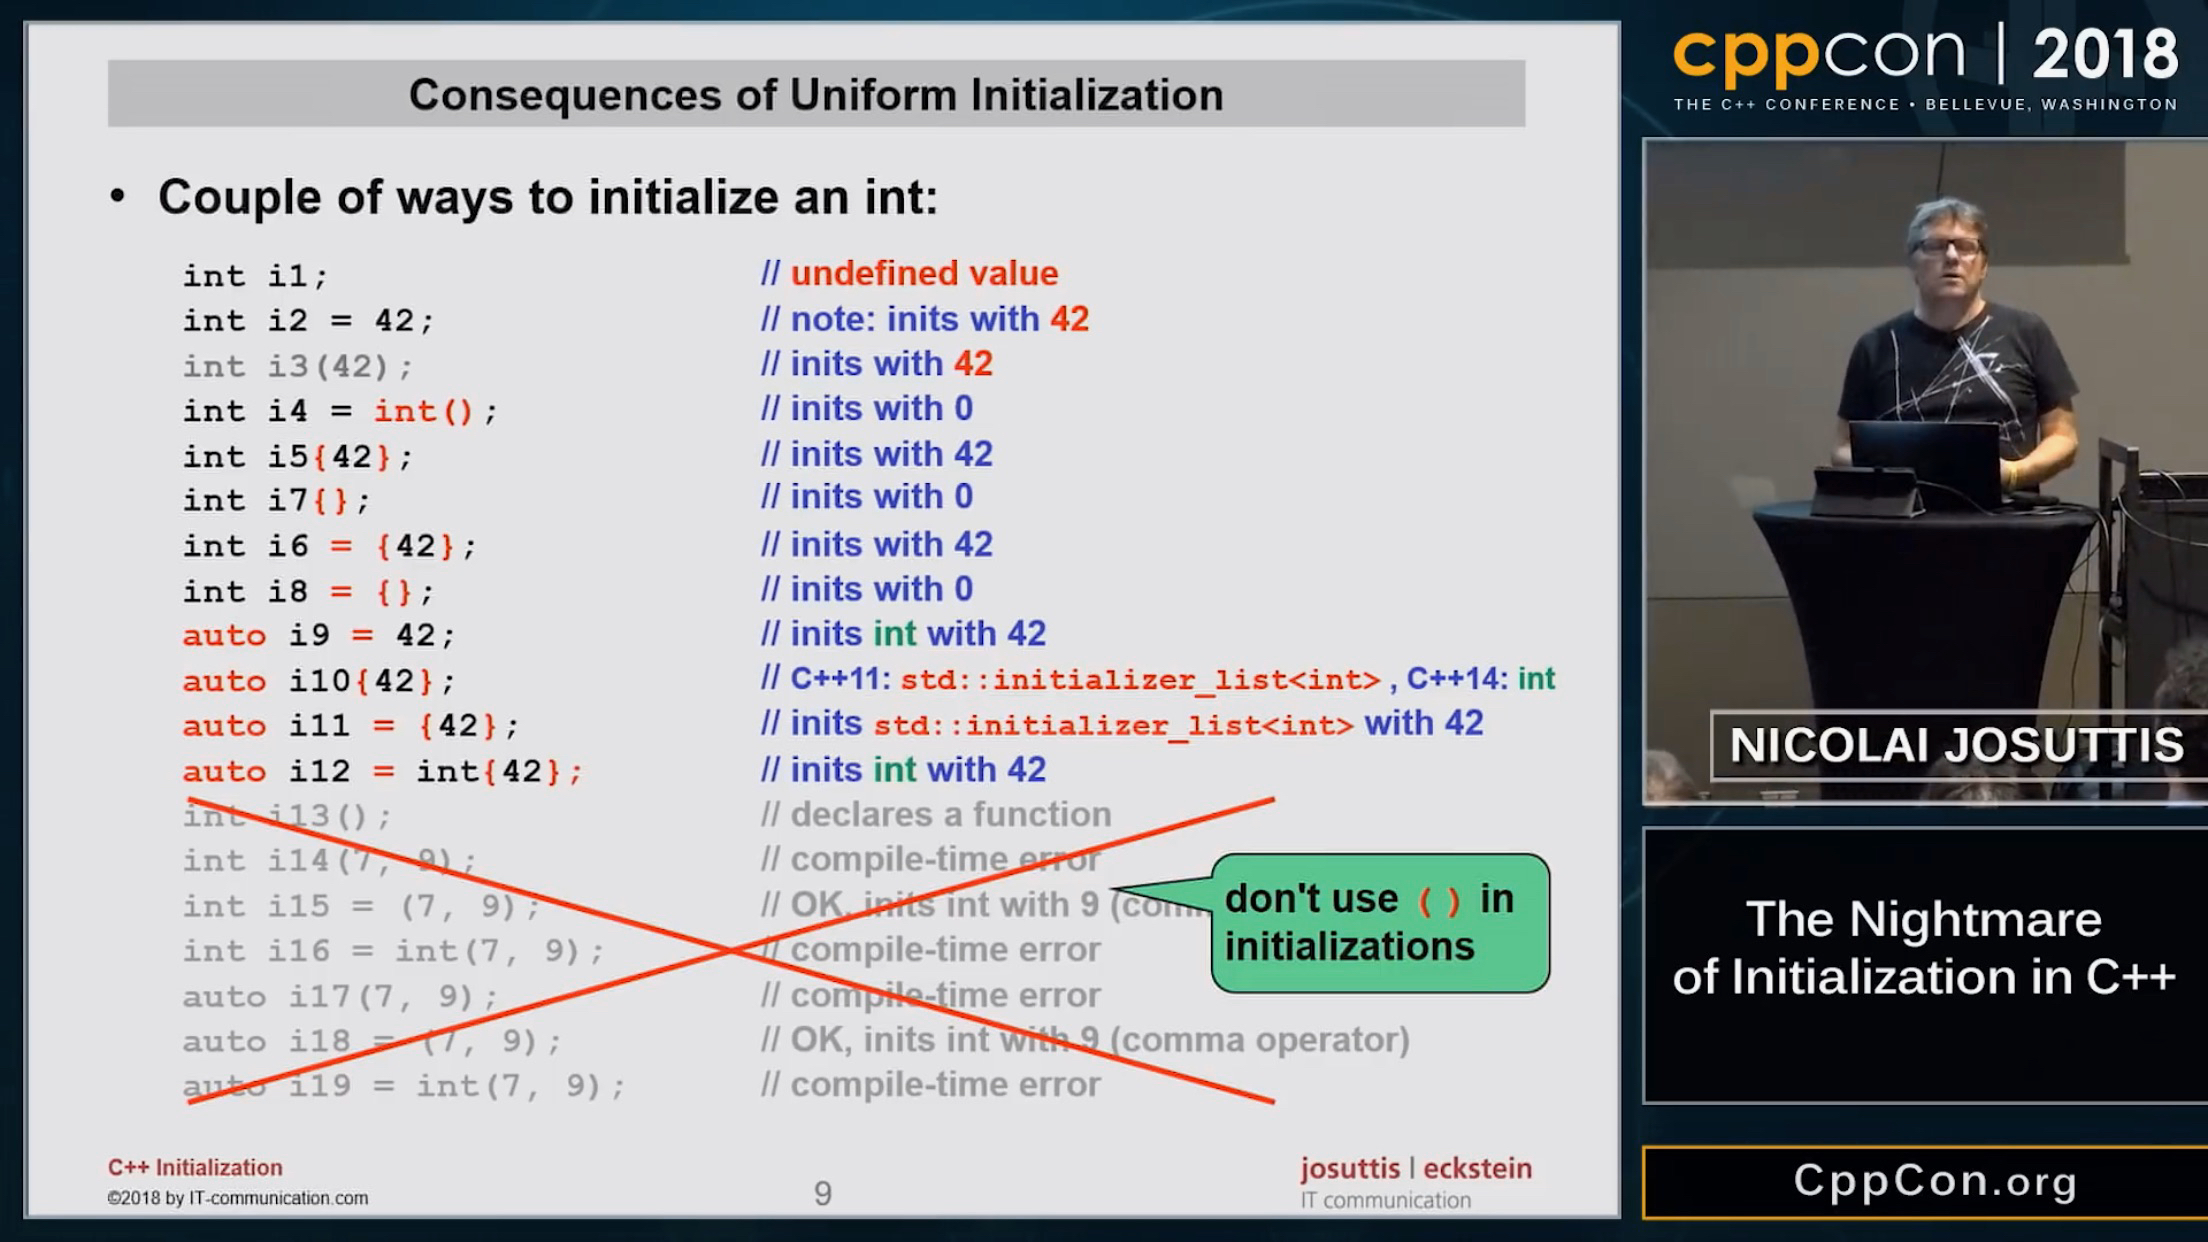 Consequences of Uniform Initialization
• Couple of ways to initialize an int:
int i1; // undefined value
int i2 = 42; // note: inits with 42
int i3(42); // inits with 42
int i4 = int(); // inits with 0
int i5{42}; // inits with 42
int i7{}; // inits with 0
int i6 = {42}; // inits with 42
int i8 = {}; // inits with 0
auto i9 = 42; // inits int with 42
auto i10{42}; // C++11: std::initializer_list<int>, C++14: int
auto i11 = {42}; // inits std::initializer_list<int> with 42
auto i12 = int{42}; // inits int with 42
int i13(); // declares a function
int i14(7, 9); // compile-time error
int i15 = (7, 9); // OK, inits int with 9
int i16 = int(7, 9); // compile-time error
auto i17(7, 9); // compile-time error
auto i18 = (7, 9); // OK, inits int with 9 (comma operator)
auto i19 = int(7, 9); // compile-time error
don't use () in
initializations
C++ Initialization
©2018 by IT-communication.com
9
josuttis | eckstein
IT communication
cppcon | 2018
THE C++ CONFERENCE • BELLEVUE, WASHINGTON
NICOLAI JOSUTTIS
The Nightmare
of Initialization in C++
CppCon.org